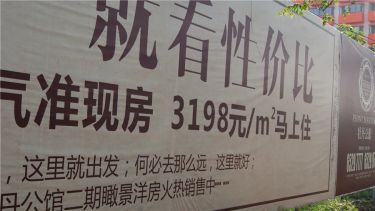 就看性价比
气准现房 3198元/m²马上住
，这里就出发；何必去那么远，这里就好；
丹公馆二期瞰景洋房火热销售中